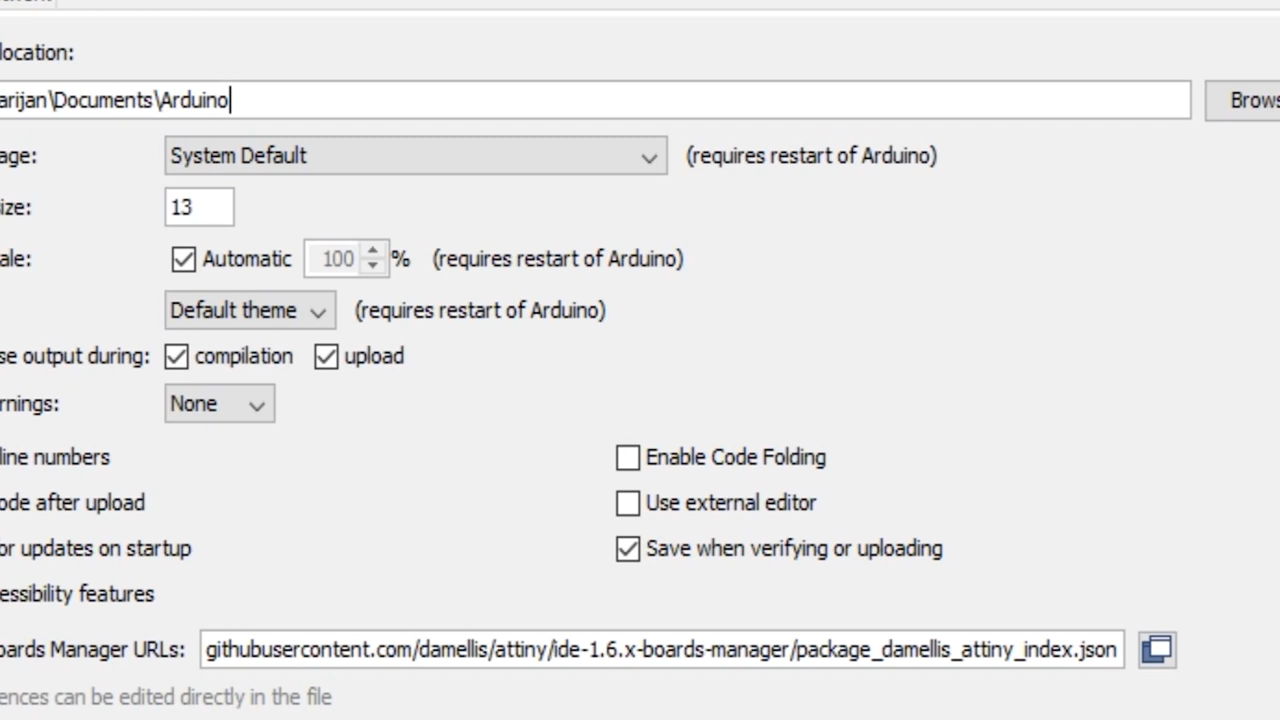 location:
arijan\Documents\Arduino Brows
age: System Default (requires restart of Arduino)
size: 13
ale: Automatic 100 % (requires restart of Arduino)
Default theme (requires restart of Arduino)
se output during: compilation upload
rnings: None
line numbers Enable Code Folding
ode after upload Use external editor
or updates on startup Save when verifying or uploading
essibility features
oards Manager URLs: githubusercontent.com/damellis/attiny/ide-1.6.x-boards-manager/package_damellis_attiny_index.json
ences can be edited directly in the file